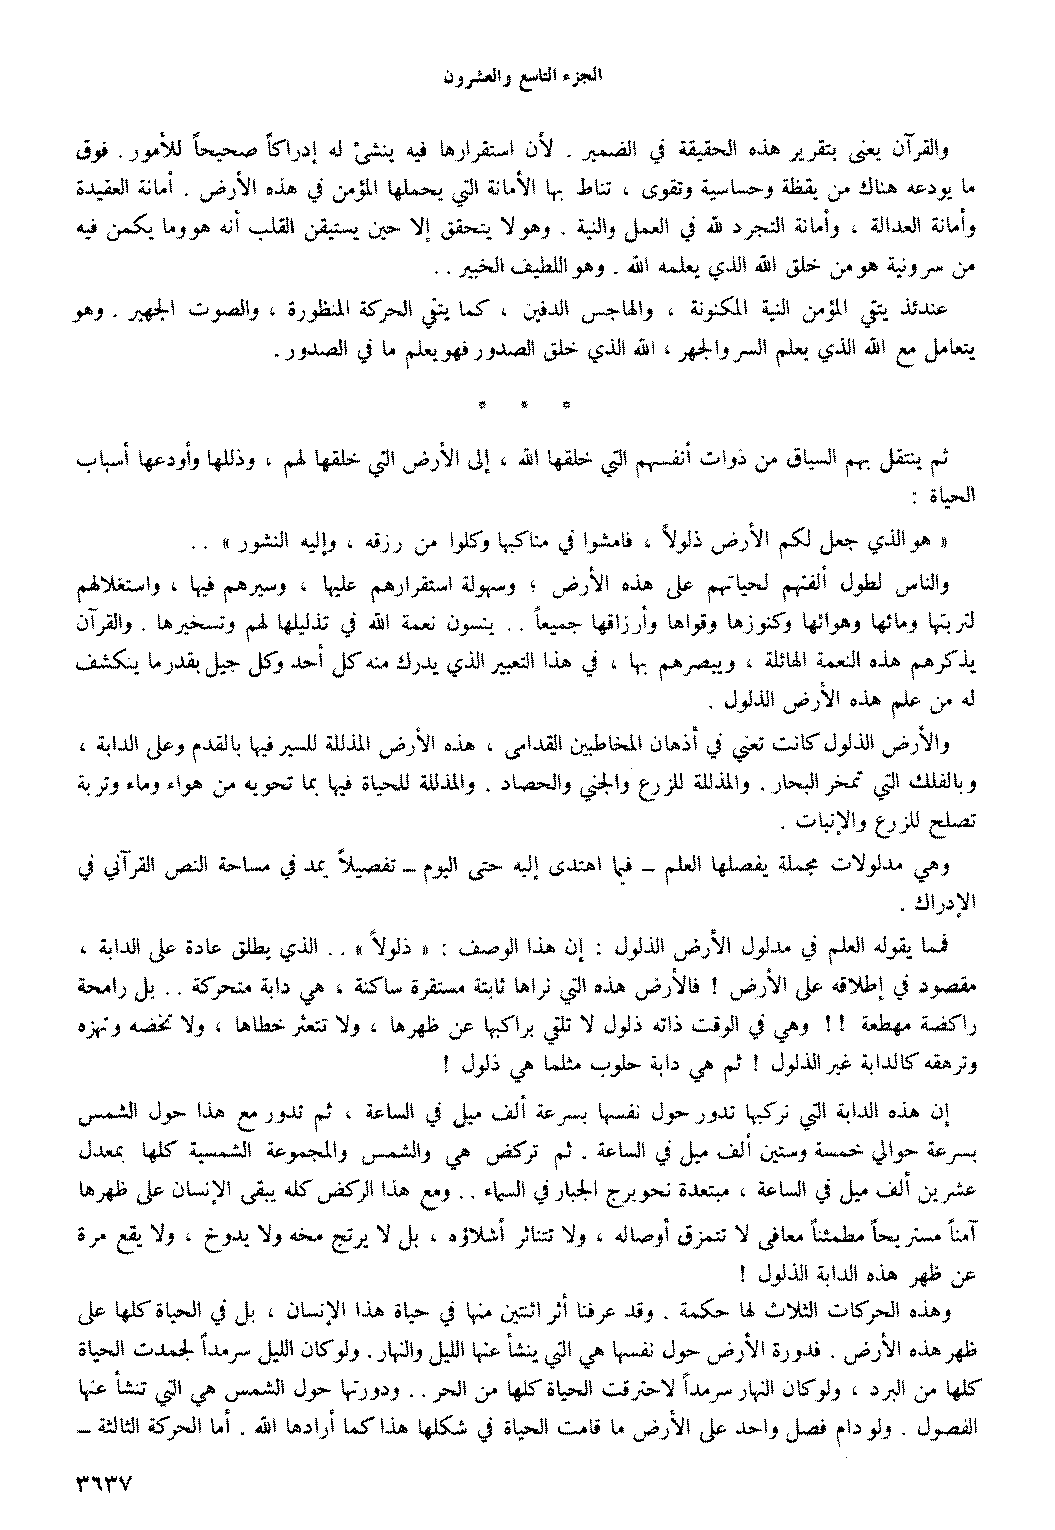 الجزء التاسع والعشرون
والقرآن يعنى بتقرير هذه الحقيقة في الضمير . لأن استقرارها فيه ينشئ له إدراكاً صحيحاً للأمور . فوق
ما يودعه هناك من يقظة وحساسية وتقوى ، تناط بها الأمانة التي يحملها المؤمن في هذه الأرض . أمانة العقيدة
وأمانة العدالة ، وأمانة التجرد لله في العمل والنية . وهو لا يتحقق إلا حين يستيقن القلب أنه هو وما يكمن فيه
من سر ونية هو من خلق الله الذي يعلمه الله . وهو اللطيف الخبير . .
عندئذ يتقي المؤمن النية المكنونة ، والهاجس الدفين ، كما يتقي الحركة المنظورة ، والصوت الجهير . وهو
يتعامل مع الله الذي يعلم السر والجهر ، الله الذي خلق الصدور فهو يعلم ما في الصدور .
* * *
ثم ينتقل بهم السياق من ذوات أنفسهم التي خلقها الله ، إلى الأرض التي خلقها لهم ، وذللها وأودعها أسباب
الحياة :
« هو الذي جعل لكم الأرض ذلولاً ، فامشوا في مناكبها وكلوا من رزقه ، وإليه النشور » . .
والناس لطول ألفتهم لحياتهم على هذه الأرض ؛ وسهولة استقرارهم عليها ، وسيرهم فيها ، واستغلالهم
لتربتها ومائها وهوائها وكنوزها وقواها وأرزاقها جميعاً . . ينسون نعمة الله في تذليلها لهم وتسخيرها . والقرآن
يذكرهم هذه النعمة الهائلة ، ويبصرهم بها ، في هذا التعبير الذي يدرك منه كل أحد وكل جيل بقدر ما ينكشف
له من علم هذه الأرض الذلول .
والأرض الذلول كانت تعني في أذهان المخاطبين القدامى ، هذه الأرض المذللة للسير فيها بالقدم وعلى الدابة ،
وبالفلك التي تمخر البحار . والمذللة للزرع والجني والحصاد . والمذللة للحياة فيها بما تحويه من هواء وماء وتربة
تصلح للزرع والإنبات .
وهي مدلولات مجملة يفصلها العلم – فيما اهتدى إليه حتى اليوم – تفصيلاً يمد في مساحة النص القرآني في
الإدراك .
فمما يقوله العلم في مدلول الأرض الذلول : إن هذا الوصف : « ذلولاً » . . الذي يطلق عادة على الدابة ،
مقصود في إطلاقه على الأرض ! فالأرض هذه التي نراها ثابتة مستقرة ساكنة ، هي دابة متحركة . . بل رامحة
راكضة مهطعة !! وهي في الوقت ذاته ذلول لا تلقي براكبها عن ظهرها ، ولا تتعثر خطاها ، ولا تخضه وتهزه
وترهقه كالدابة غير الذلول ! ثم هي دابة حلوب مثلما هي ذلول !
إن هذه الدابة التي نركبها تدور حول نفسها بسرعة ألف ميل في الساعة ، ثم تدور مع هذا حول الشمس
بسرعة حوالي خمسة وستين ألف ميل في الساعة . ثم تركض هي والشمس والمجموعة الشمسية كلها بمعدل
عشرين ألف ميل في الساعة ، مبتعدة نحو برج الجبار في السماء . . ومع هذا الركض كله يبقى الإنسان على ظهرها
آمناً مستريحاً مطمئناً معافى لا تتمزق أوصاله ، ولا تتناثر أشلاؤه ، بل لا يرتج مخه ولا يدوخ ، ولا يقع مرة
عن ظهر هذه الدابة الذلول !
وهذه الحركات الثلاث لها حكمة . وقد عرفنا أثر اثنتين منها في حياة هذا الإنسان ، بل في الحياة كلها على
ظهر هذه الأرض . فدورة الأرض حول نفسها هي التي ينشأ عنها الليل والنهار . ولو كان الليل سرمداً لجمدت الحياة
كلها من البرد ، ولو كان النهار سرمداً لاحترقت الحياة كلها من الحر . . ودورتها حول الشمس هي التي تنشأ عنها
الفصول . ولو دام فصل واحد على الأرض ما قامت الحياة في شكلها هذا كما أرادها الله . أما الحركة الثالثة –
٣٦٣٧